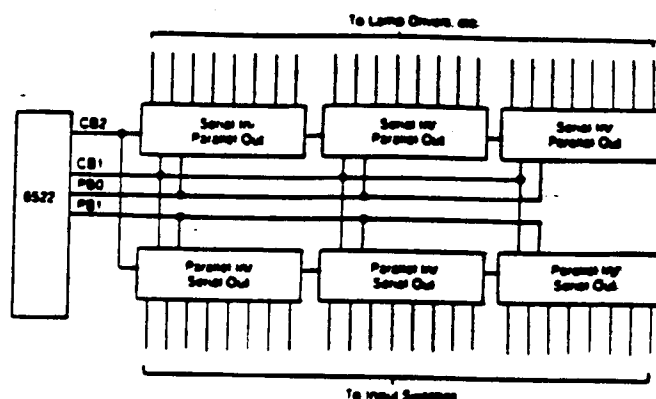 To Lamp Drivers, etc.
CB2
Serial In/
Parallel Out
Serial In/
Parallel Out
Serial In/
Parallel Out
CB1
PB0
6522
PB1
Parallel In/
Serial Out
Parallel In/
Serial Out
Parallel In/
Serial Out
To Input Switches